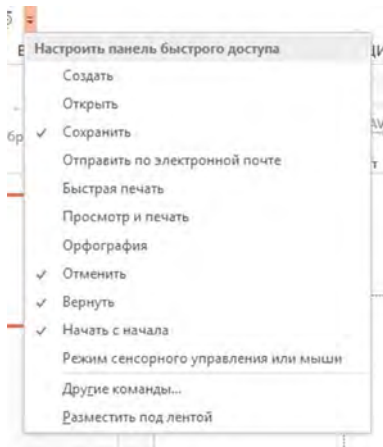 Настроить панель быстрого доступа
Создать
Открыть
Сохранить
Отправить по электронной почте
Быстрая печать
Просмотр и печать
Орфография
Отменить
Вернуть
Начать с начала
Режим сенсорного управления или мыши
Другие команды...
Разместить под лентой